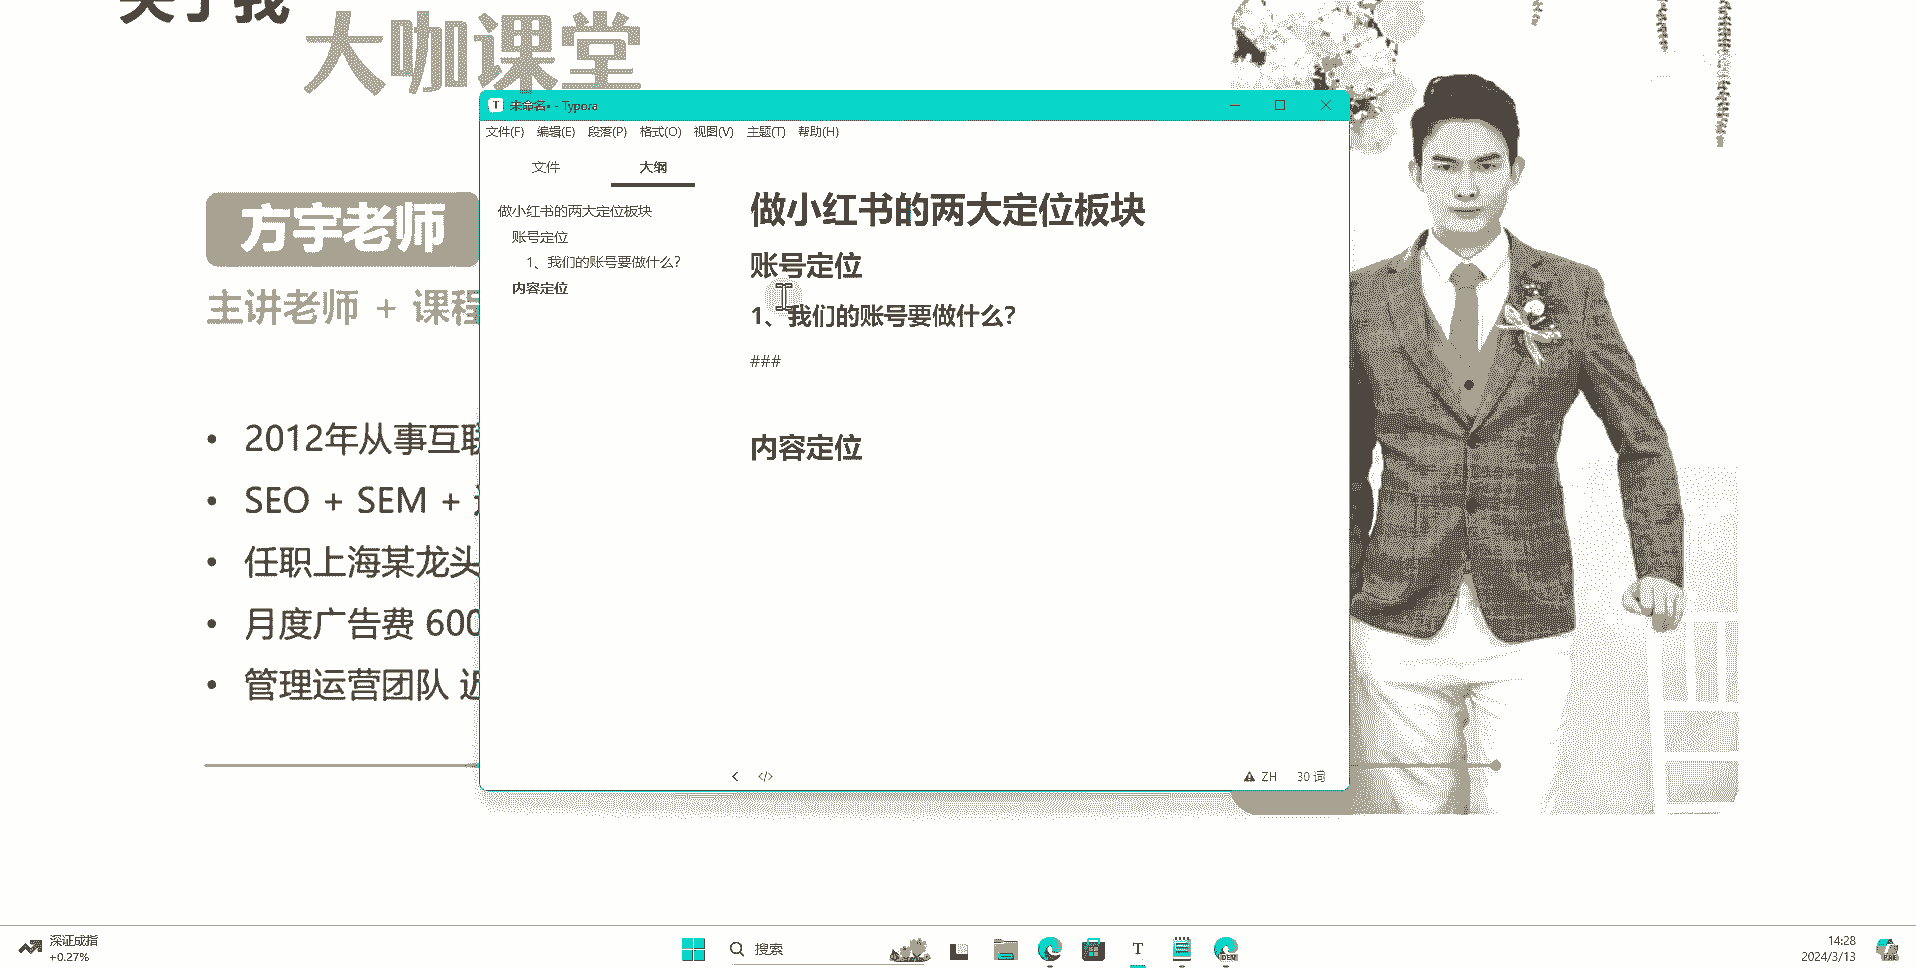 关于我
大咖课堂
方宇老师
主讲老师 + 课程
• 2012年从事互联
• SEO + SEM +
• 任职上海某龙头
• 月度广告费 600
• 管理运营团队 近
未命名• - Typora
文件(F) 编辑(E) 段落(P) 格式(O) 视图(V) 主题(T) 帮助(H)
文件 大纲
做小红书的两大定位板块
账号定位
1、我们的账号要做什么?
内容定位
做小红书的两大定位板块
账号定位
1、我们的账号要做什么?
###
内容定位
</> ZH 30 词
深证成指
+0.27%
搜索
T
DEV
14:28
2024/3/13
PRE